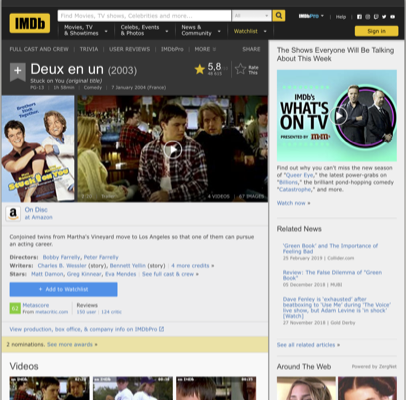 IMDb
Find Movies, TV shows, Celebrities and more...
All
IMDbPro
Help
Movies, TV
& Showtimes
Celebs, Events
& Photos
News &
Community
Watchlist
Sign in
FULL CAST AND CREW | TRIVIA | USER REVIEWS | IMDbPro | MORE
SHARE
Deux en un (2003)
Stuck on You (original title)
PG-13 | 1h 58min | Comedy | 7 January 2004 (France)
5,8
Rate
This
Brothers
Stick Together.
Stuck on You
4 VIDEOS | 87 IMAGES
On Disc
at Amazon
Conjoined twins from Martha's Vineyard move to Los Angeles so that one of them can pursue
an acting career.
Directors: Bobby Farrelly, Peter Farrelly
Writers: Charles B. Wessler (story), Bennett Yellin (story) | 4 more credits »
Stars: Matt Damon, Greg Kinnear, Eva Mendes | See full cast & crew »
+ Add to Watchlist
Metascore
From metacritic.com
Reviews
150 user | 124 critic
View production, box office, & company info on IMDbPro
2 nominations. See more awards »
Videos
The Shows Everyone Will Be Talking
About This Week
IMDb's
WHAT'S
ON TV
PRESENTED BY
Find out why you can't miss the new season
of "Queer Eye," the latest power-grabs on
"Billions," the brilliant pond-hopping comedy
"Catastrophe," and more.
Watch now »
Related News
'Green Book' and The Importance of
Feeling Bad
25 February 2019 | Collider.com
Review: The False Dilemma of "Green
Book"
05 December 2018 | MUBI
Dave Fenley is 'exhausted' after
beatboxing to 'Use Me' during 'The Voice'
live show, but Adam Levine is 'in shock'
[Watch]
27 November 2018 | Gold Derby
See all related articles »
Around The Web
Powered by ZergNet